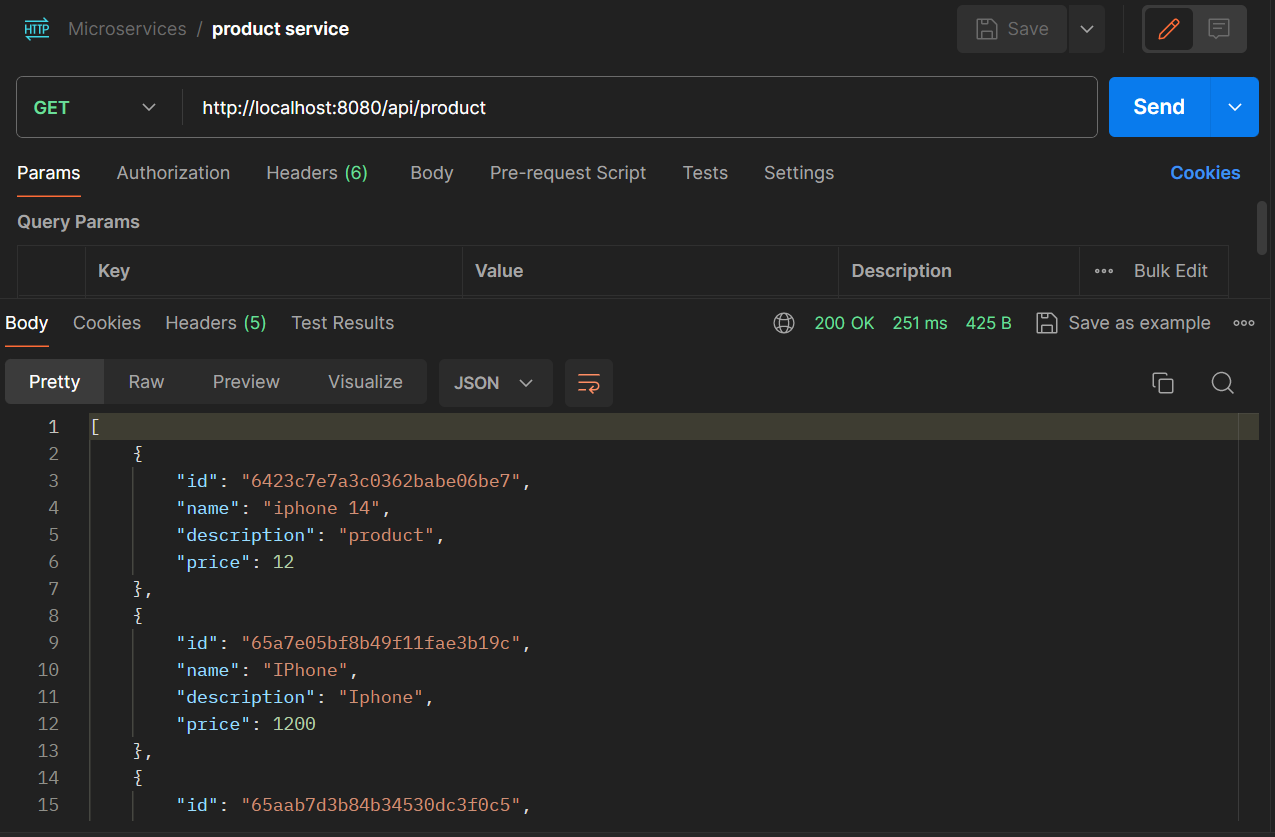 HTTP Microservices / product service Save
GET http://localhost:8080/api/product Send
Params Authorization Headers (6) Body Pre-request Script Tests Settings Cookies
Query Params
Key Value Description ••• Bulk Edit
Body Cookies Headers (5) Test Results 200 OK 251 ms 425 B Save as example
Pretty Raw Preview Visualize JSON
1 [
2 {
3 "id": "6423c7e7a3c0362babe06be7",
4 "name": "iphone 14",
5 "description": "product",
6 "price": 12
7 },
8 {
9 "id": "65a7e05bf8b49f11fae3b19c",
10 "name": "IPhone",
11 "description": "Iphone",
12 "price": 1200
13 },
14 {
15 "id": "65aab7d3b84b34530dc3f0c5",